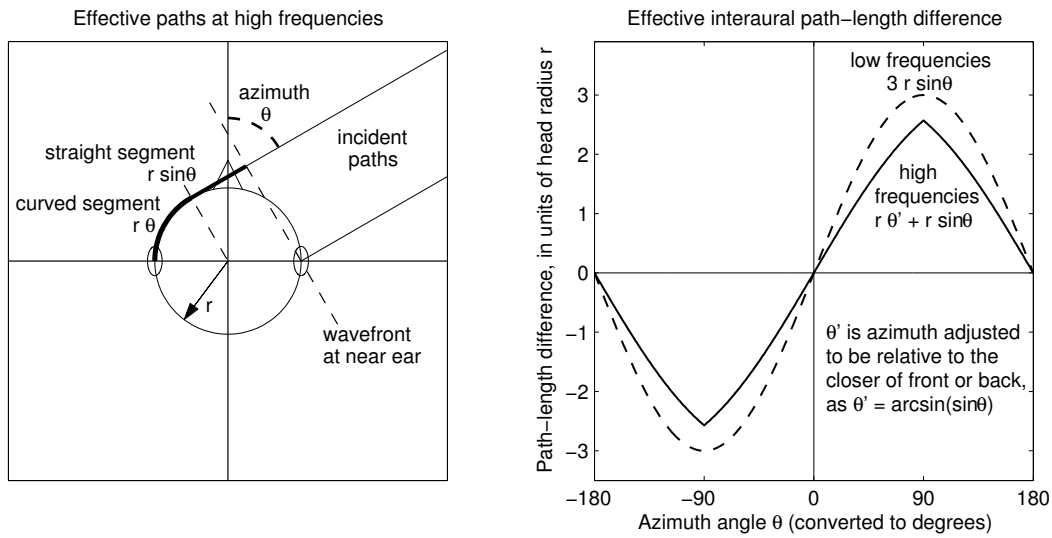 Effective paths at high frequencies
azimuth
θ
incident
paths
straight segment
r sinθ
curved segment
r θ
r
wavefront
at near ear
Effective interaural path−length difference
Path−length difference, in units of head radius r
3
2
1
0
−1
−2
−3
low frequencies
3 r sinθ
high
frequencies
r θ’ + r sinθ
θ’ is azimuth adjusted
to be relative to the
closer of front or back,
as θ’ = arcsin(sinθ)
−180
−90
0
90
180
Azimuth angle θ (converted to degrees)